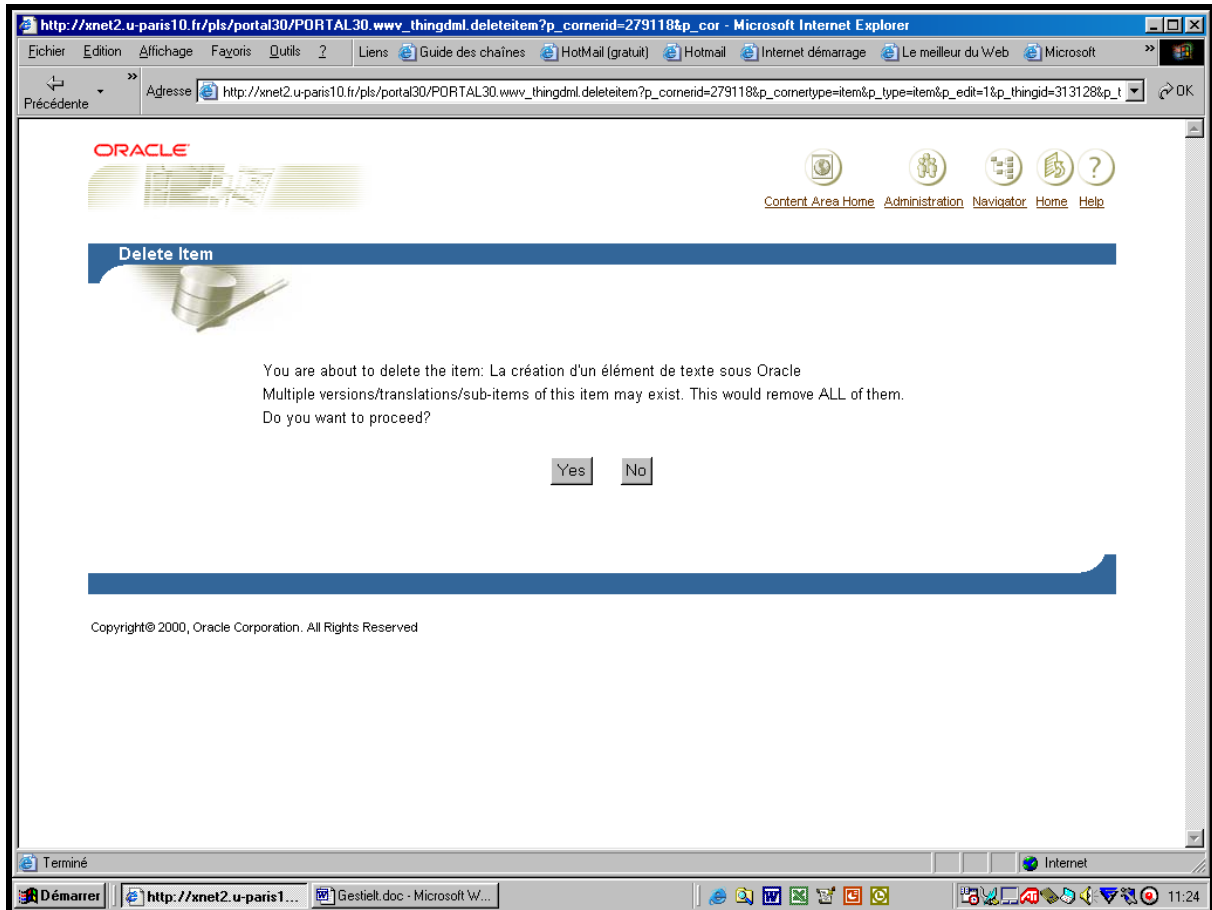 http://xnet2.u-paris10.fr/pls/portal30/PORTAL30.wwv_thingdml.deleteitem?p_cornerid=279118&p_cor - Microsoft Internet Explorer
Fichier Edition Affichage Favoris Outils ? Liens Guide des chaînes HotMail (gratuit) Hotmail Internet démarrage Le meilleur du Web Microsoft »
Précédente » Adresse http://xnet2.u-paris10.fr/pls/portal30/PORTAL30.wwv_thingdml.deleteitem?p_cornerid=279118&p_cornertype=item&p_type=item&p_edit=1&p_thingid=313128&p_t OK
ORACLE
Content Area Home Administration Navigator Home Help
Delete Item
You are about to delete the item: La création d'un élément de texte sous Oracle
Multiple versions/translations/sub-items of this item may exist. This would remove ALL of them.
Do you want to proceed?
Yes No
Copyright© 2000, Oracle Corporation. All Rights Reserved
Terminé Internet
Démarrer http://xnet2.u-paris1... Gestielt.doc - Microsoft W... 11:24